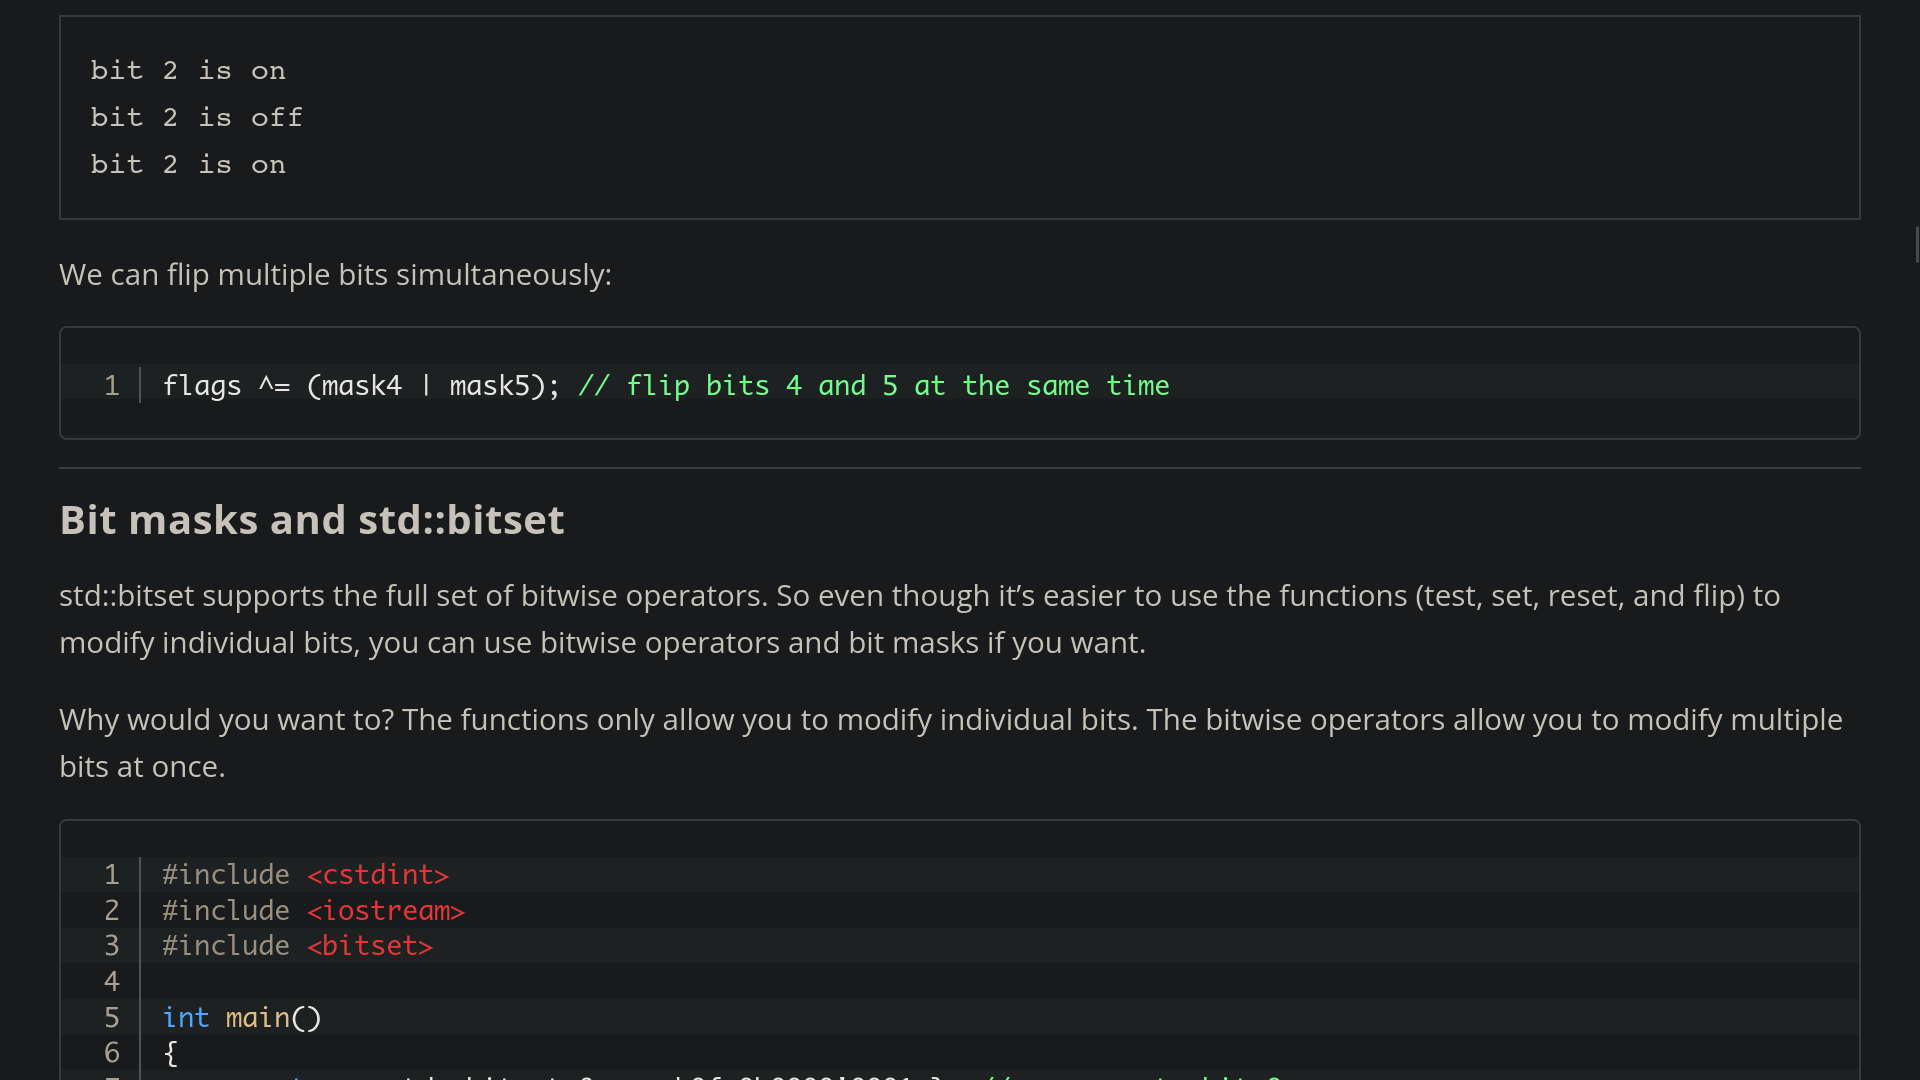 bit 2 is on
bit 2 is off
bit 2 is on
We can flip multiple bits simultaneously:
1 flags ^= (mask4 | mask5); // flip bits 4 and 5 at the same time
Bit masks and std::bitset
std::bitset supports the full set of bitwise operators. So even though it’s easier to use the functions (test, set, reset, and flip) to
modify individual bits, you can use bitwise operators and bit masks if you want.
Why would you want to? The functions only allow you to modify individual bits. The bitwise operators allow you to modify multiple
bits at once.
1 #include <cstdint>
2 #include <iostream>
3 #include <bitset>
4
5 int main()
6 {